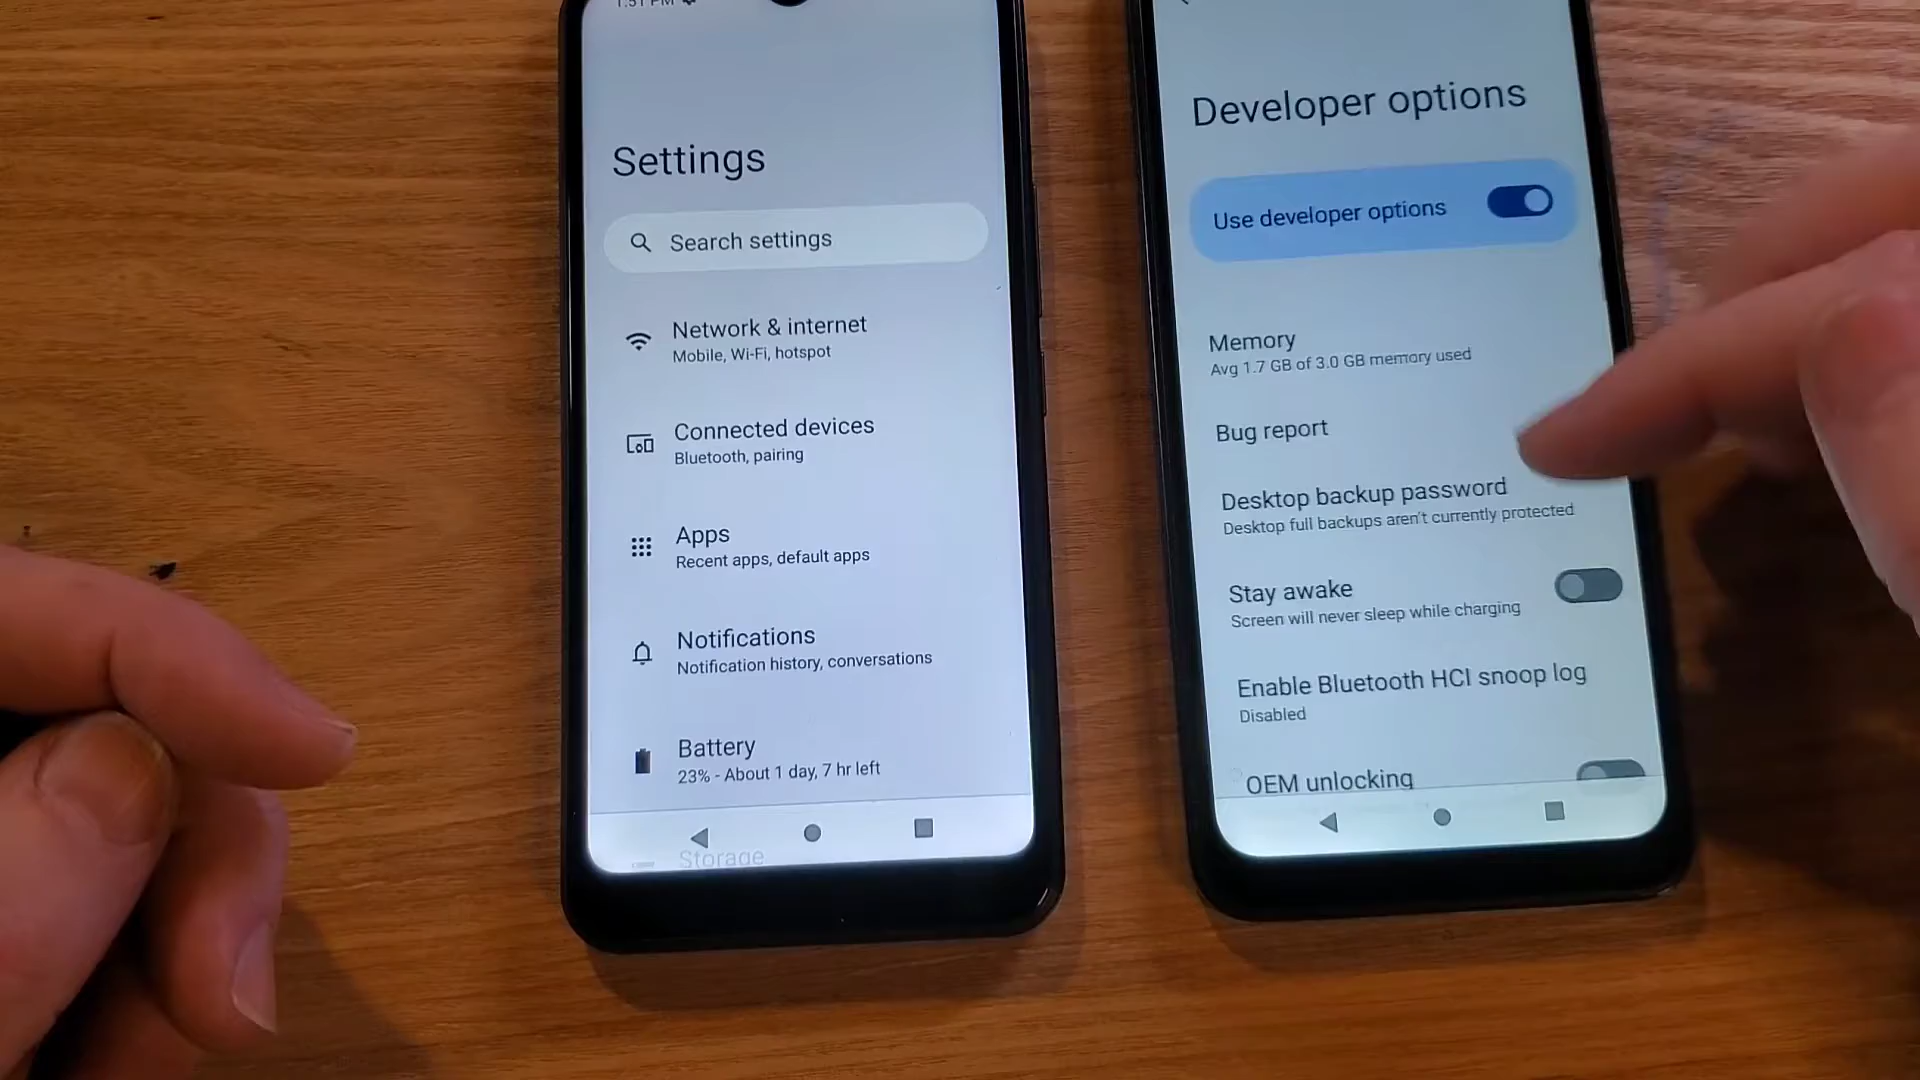 1:51 PM
Settings
Search settings
Network & internet
Mobile, Wi-Fi, hotspot
Connected devices
Bluetooth, pairing
Apps
Recent apps, default apps
Notifications
Notification history, conversations
Battery
23% - About 1 day, 7 hr left
Storage
Developer options
Use developer options
Memory
Avg 1.7 GB of 3.0 GB memory used
Bug report
Desktop backup password
Desktop full backups aren't currently protected
Stay awake
Screen will never sleep while charging
Enable Bluetooth HCI snoop log
Disabled
OEM unlocking